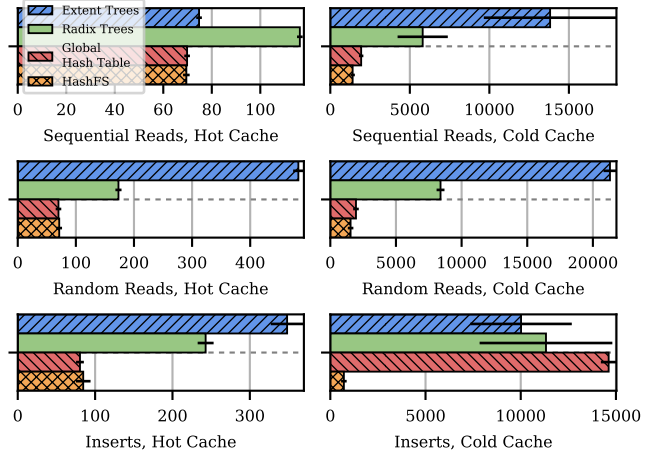 Extent Trees
Radix Trees
Global
Hash Table
HashFS
0 20 40 60 80 100
Sequential Reads, Hot Cache
0 5000 10000 15000
Sequential Reads, Cold Cache
0 100 200 300 400
Random Reads, Hot Cache
0 5000 10000 15000 20000
Random Reads, Cold Cache
0 100 200 300
Inserts, Hot Cache
0 5000 10000 15000
Inserts, Cold Cache